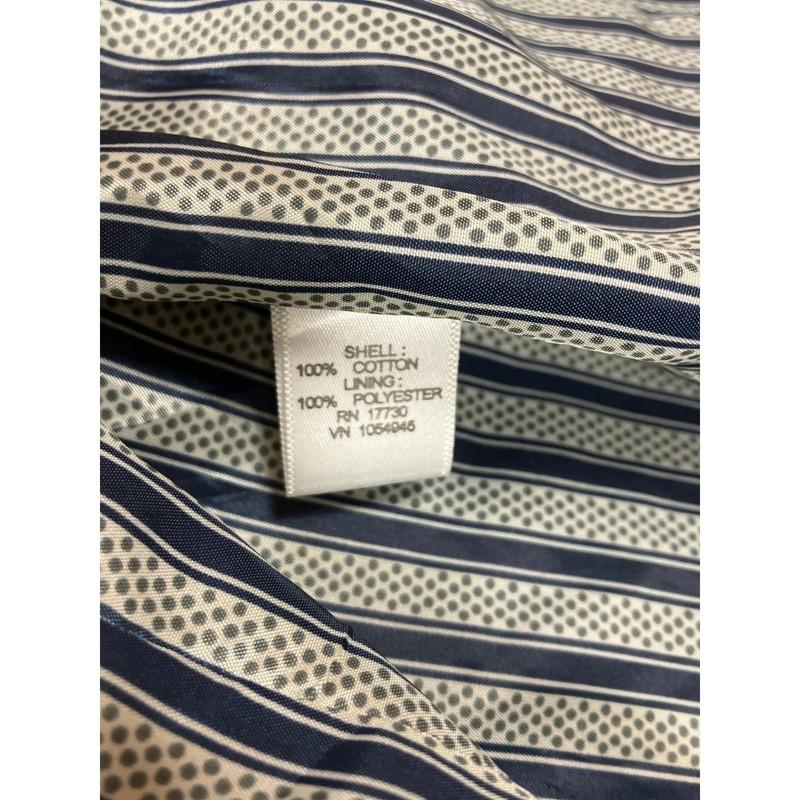 SHELL:
100% COTTON
LINING:
100% POLYESTER
RN 17730
VN 1054945